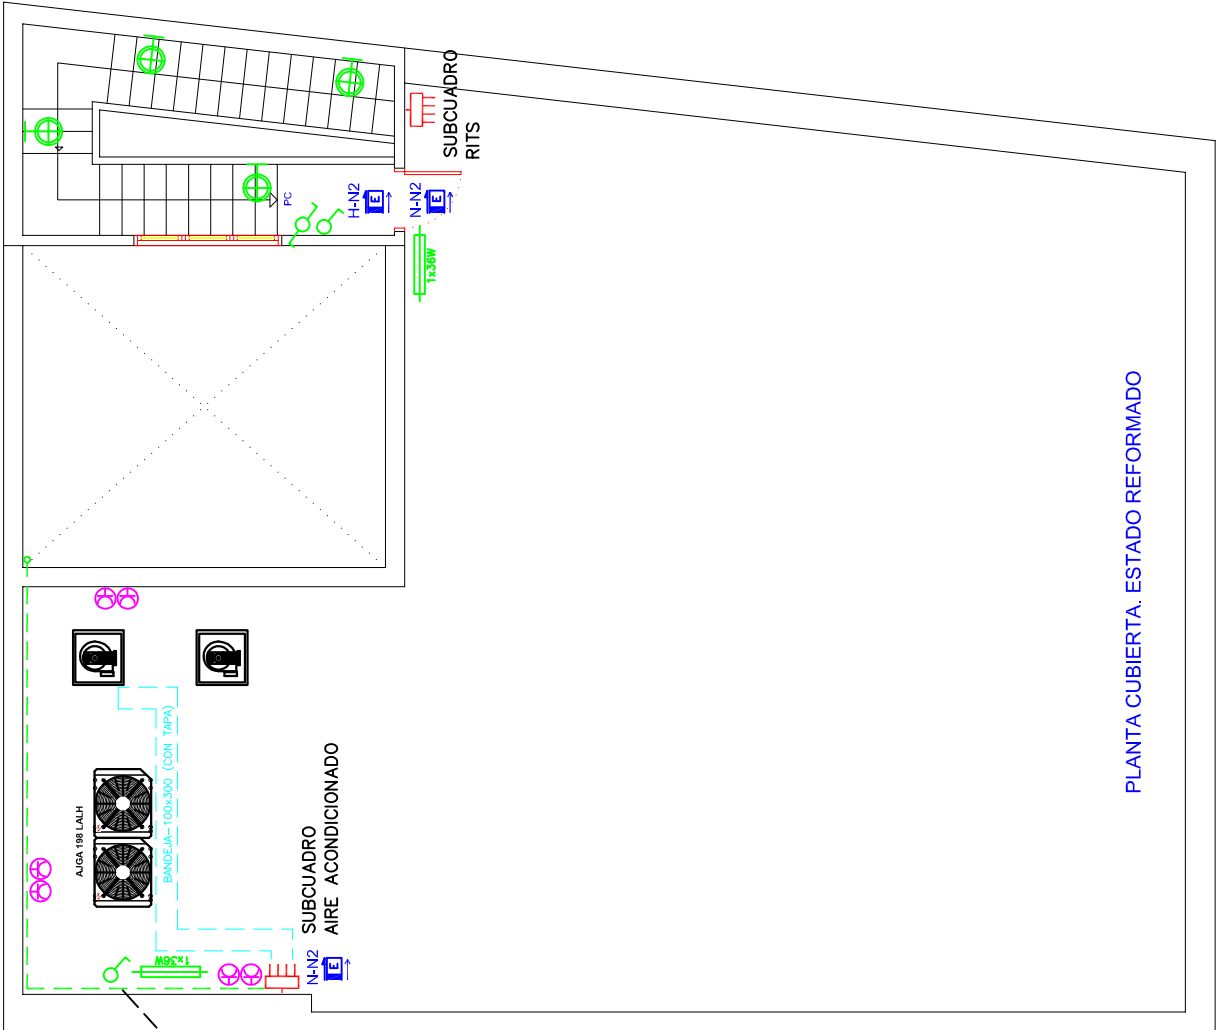 SUBCUADRO
RITS
PC
H-N2
E
N-N2
E
1x36W
PLANTA CUBIERTA. ESTADO REFORMADO
BANDEJA-100x300 (CON TAPA)
AJGA 198 LALH
SUBCUADRO
AIRE ACONDICIONADO
1x36W
N-N2
E